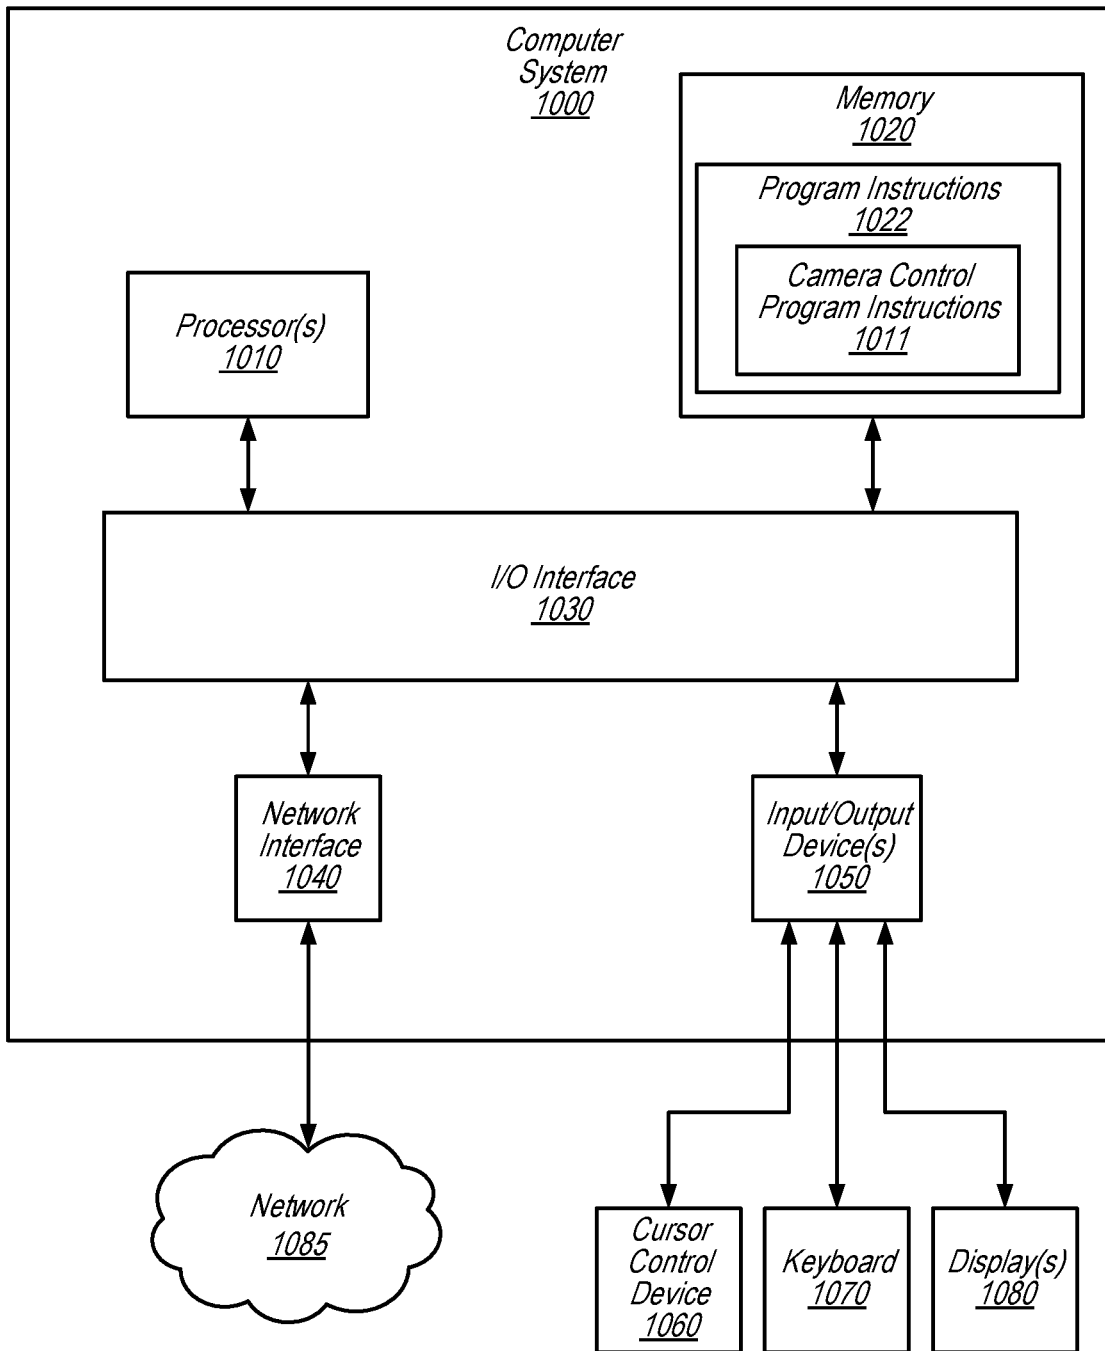 Computer
System
1000
Memory
1020
Program Instructions
1022
Camera Control
Program Instructions
1011
Processor(s)
1010
I/O Interface
1030
Network
Interface
1040
Input/Output
Device(s)
1050
Network
1085
Cursor
Control
Device
1060
Keyboard
1070
Display(s)
1080